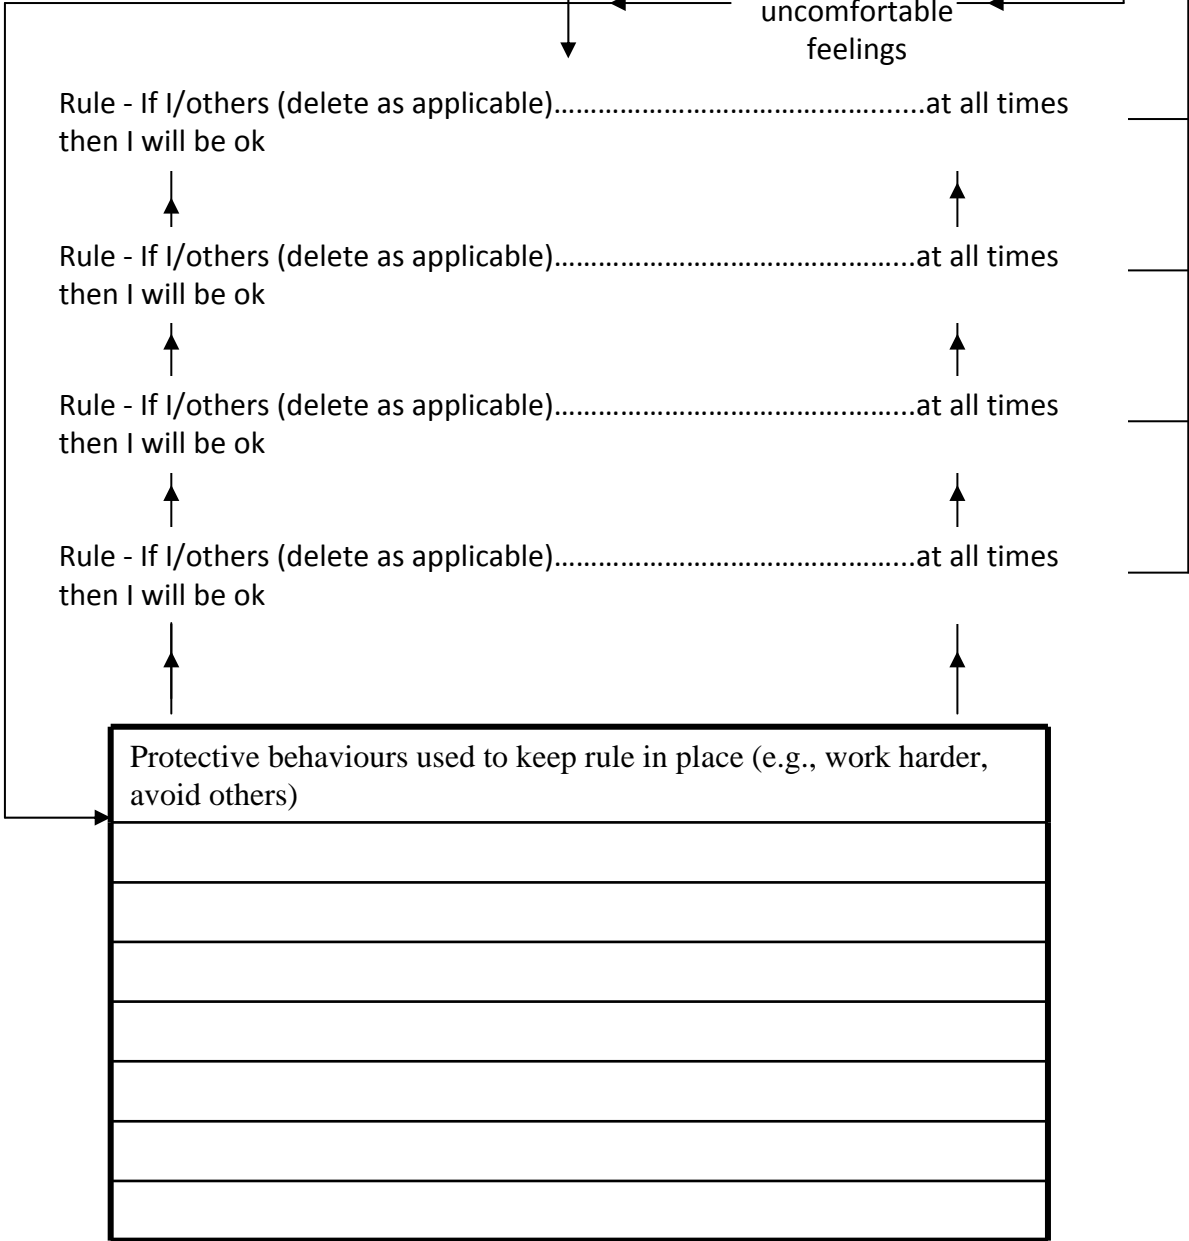 uncomfortable
feelings
Rule - If I/others (delete as applicable)……………………………………………….at all times
then I will be ok
Rule - If I/others (delete as applicable)……………………………………………at all times
then I will be ok
Rule - If I/others (delete as applicable)……………………………………………at all times
then I will be ok
Rule - If I/others (delete as applicable)……………………………………………at all times
then I will be ok
Protective behaviours used to keep rule in place (e.g., work harder,
avoid others)